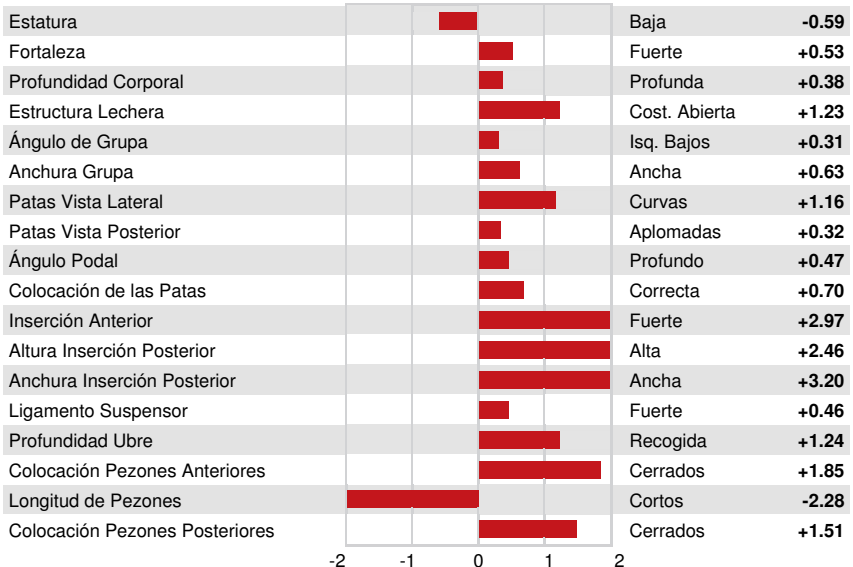 Estatura Baja -0.59
Fortaleza Fuerte +0.53
Profundidad Corporal Profunda +0.38
Estructura Lechera Cost. Abierta +1.23
Ángulo de Grupa Isq. Bajos +0.31
Anchura Grupa Ancha +0.63
Patas Vista Lateral Curvas +1.16
Patas Vista Posterior Aplomadas +0.32
Ángulo Podal Profundo +0.47
Colocación de las Patas Correcta +0.70
Inserción Anterior Fuerte +2.97
Altura Inserción Posterior Alta +2.46
Anchura Inserción Posterior Ancha +3.20
Ligamento Suspensor Fuerte +0.46
Profundidad Ubre Recogida +1.24
Colocación Pezones Anteriores Cerrados +1.85
Longitud de Pezones Cortos -2.28
Colocación Pezones Posteriores Cerrados +1.51
-2 -1 0 1 2